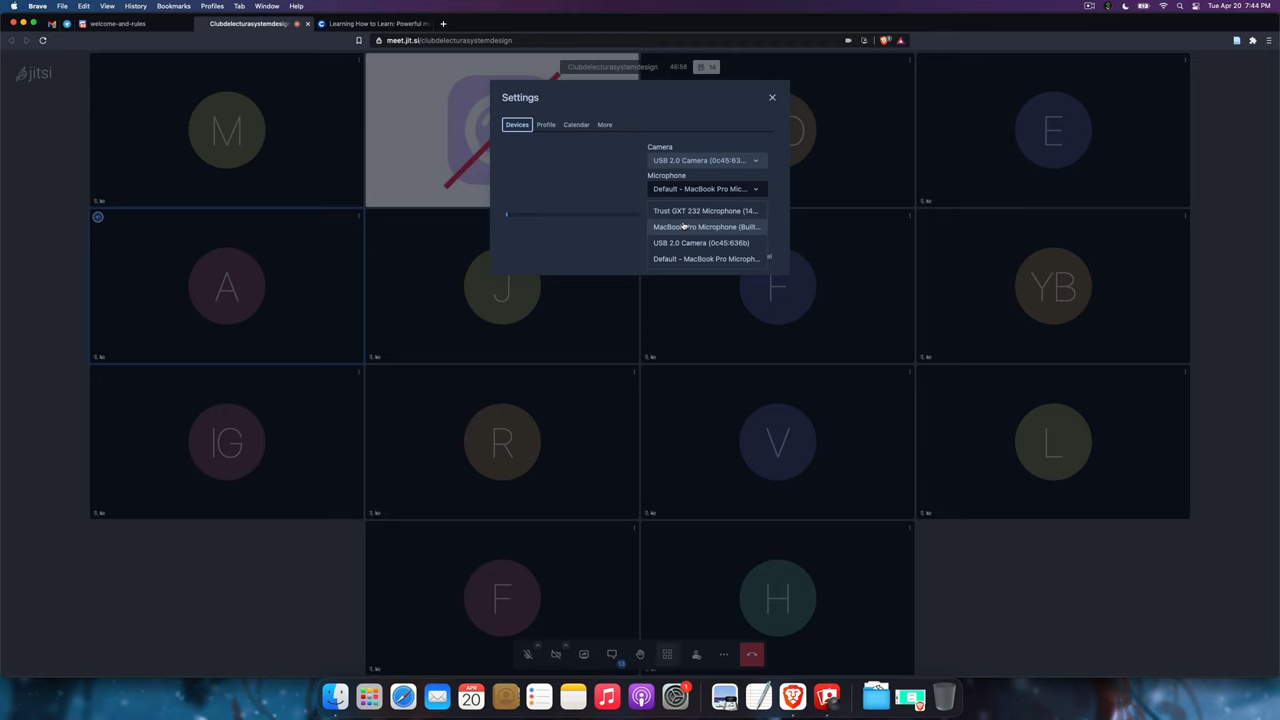 Brave File Edit View History Bookmarks Profiles Tab Window Help Tue Apr 20 7:44 PM
welcome-and-rules Clubdelecturasystemdesign Learning How to Learn: Powerful m
meet.jit.si/clubdelecturasystemdesign
jitsi
Clubdelecturasystemdesign 46:58 14
Settings
Devices Profile Calendar More
Camera
USB 2.0 Camera (0c45:63...
Microphone
Default - MacBook Pro Mic...
Trust GXT 232 Microphone (14...
MacBook Pro Microphone (Built...
USB 2.0 Camera (0c45:636b)
Default - MacBook Pro Microph...
M E
A J F YB
IG R V L
F H
13
APR
20
1